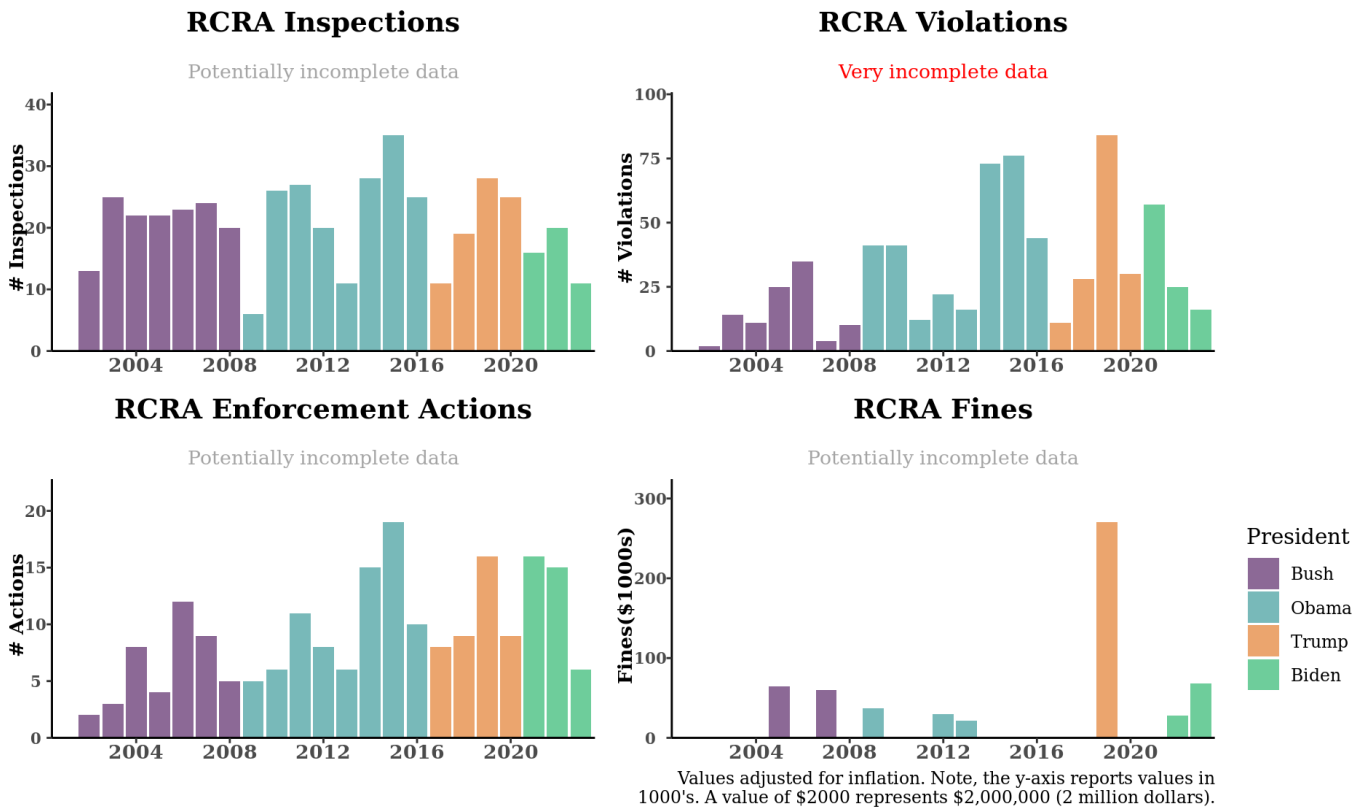 RCRA Inspections
Potentially incomplete data
# Inspections
40
30
20
10
0
2004 2008 2012 2016 2020
RCRA Violations
Very incomplete data
# Violations
100
75
50
25
0
2004 2008 2012 2016 2020
RCRA Enforcement Actions
Potentially incomplete data
# Actions
20
15
10
5
0
2004 2008 2012 2016 2020
RCRA Fines
Potentially incomplete data
Fines($1000s)
300
200
100
0
2004 2008 2012 2016 2020
President
Bush
Obama
Trump
Biden
Values adjusted for inflation. Note, the y-axis reports values in
1000's. A value of $2000 represents $2,000,000 (2 million dollars).